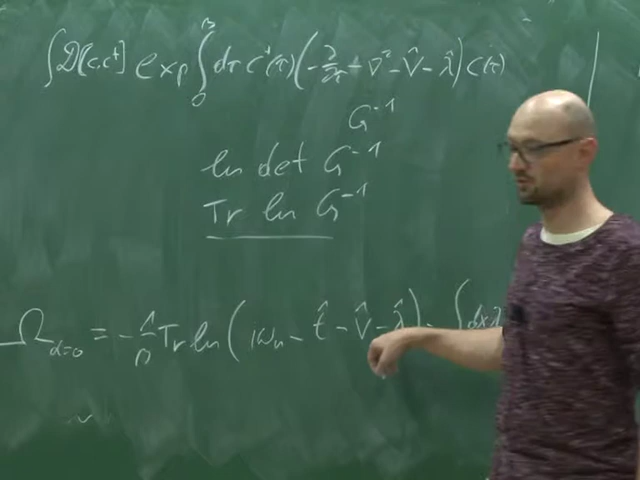 ∫D[c,c†] exp ∫₀^β dτ c†(τ)(-∂/∂τ + ∇² - V̂ - λ̂) c(τ)
G⁻¹
ln det G⁻¹
Tr ln G⁻¹
Ω_{α=0} = -1/β Tr ln(iωₙ - t̂ - V̂ - λ̂) - ∫dx λ